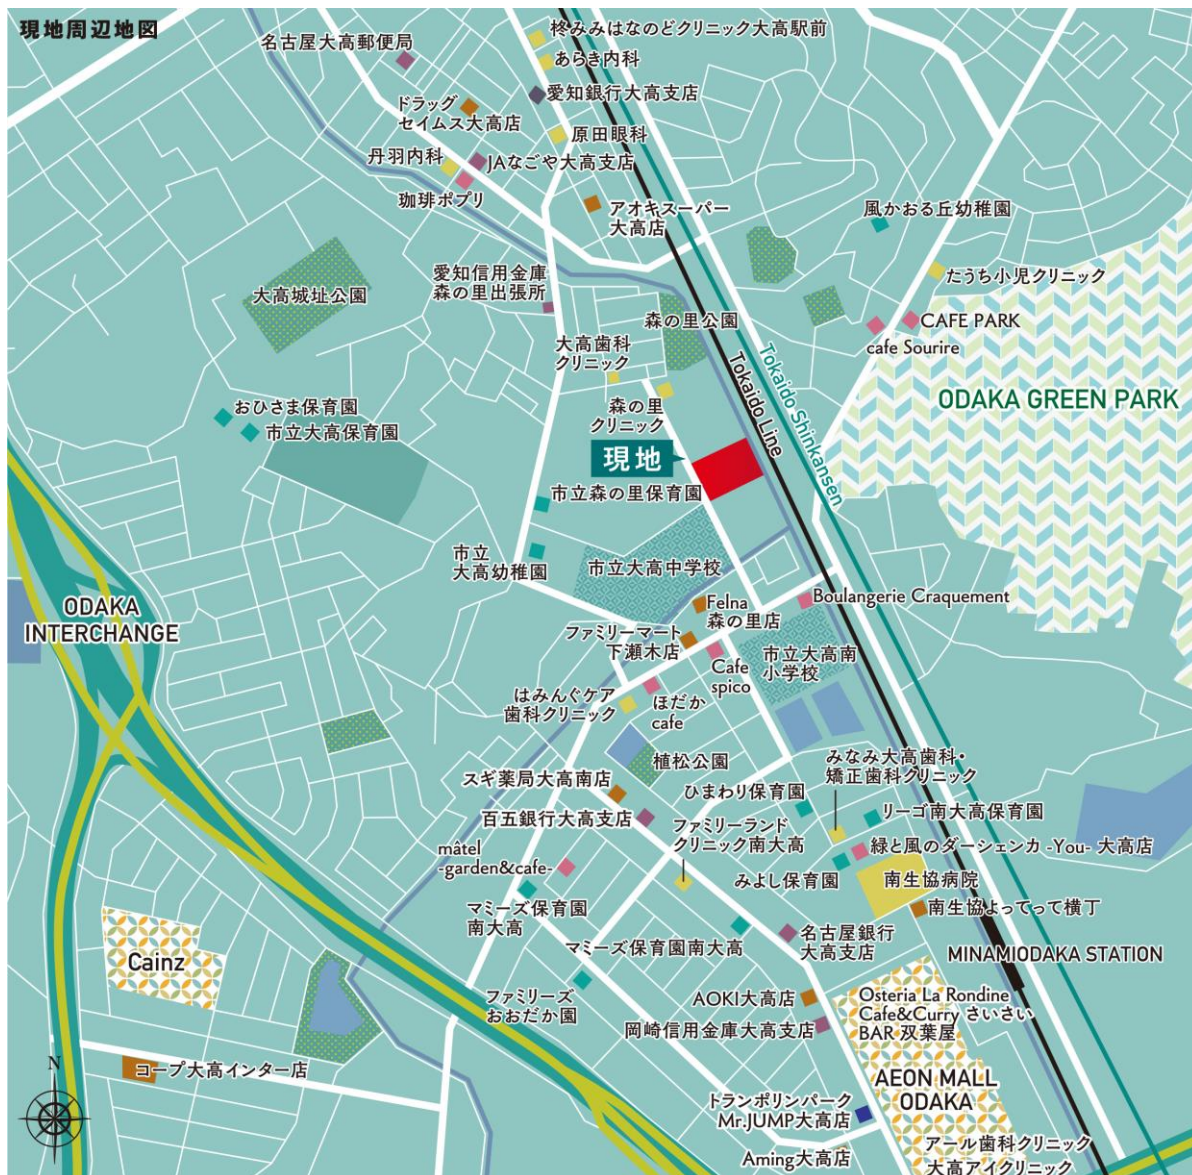 現地周辺地図
柊みみはなのどクリニック大高駅前
名古屋大高郵便局
あらき内科
愛知銀行大高支店
ドラッグ
セイムス大高店
原田眼科
丹羽内科
JAなごや大高支店
珈琲ポプリ
アオキスーパー
大高店
風かおる丘幼稚園
愛知信用金庫
森の里出張所
たうち小児クリニック
大高城址公園
森の里公園
CAFE PARK
cafe Sourire
大高歯科
クリニック
Tokaido Line
Tokaido Shinkansen
ODAKA GREEN PARK
森の里
クリニック
おひさま保育園
市立大高保育園
現地
市立森の里保育園
市立
大高幼稚園
市立大高中学校
ODAKA
INTERCHANGE
Felna
森の里店
Boulangerie Craquement
ファミリーマート
下瀬木店
Cafe
spico
市立大高南
小学校
はみんぐケア
歯科クリニック
ほだか
cafe
植松公園
みなみ大高歯科・
矯正歯科クリニック
スギ薬局大高南店
ひまわり保育園
百五銀行大高支店
ファミリーランド
クリニック南大高
リーゴ南大高保育園
緑と風のダーシェンカ -You- 大高店
mâtel
-garden&cafe-
みよし保育園
南生協病院
マミーズ保育園
南大高
南生協よってって横丁
マミーズ保育園南大高
名古屋銀行
大高支店
MINAMIODAKA STATION
Cainz
ファミリーズ
おおだか園
AOKI大高店
岡崎信用金庫大高支店
Osteria La Rondine
Cafe&Curry さいさい
BAR 双葉屋
N
コープ大高インター店
AEON MALL
ODAKA
トランポリンパーク
Mr.JUMP大高店
Aming大高店
アール歯科クリニック
大高アイクリニック